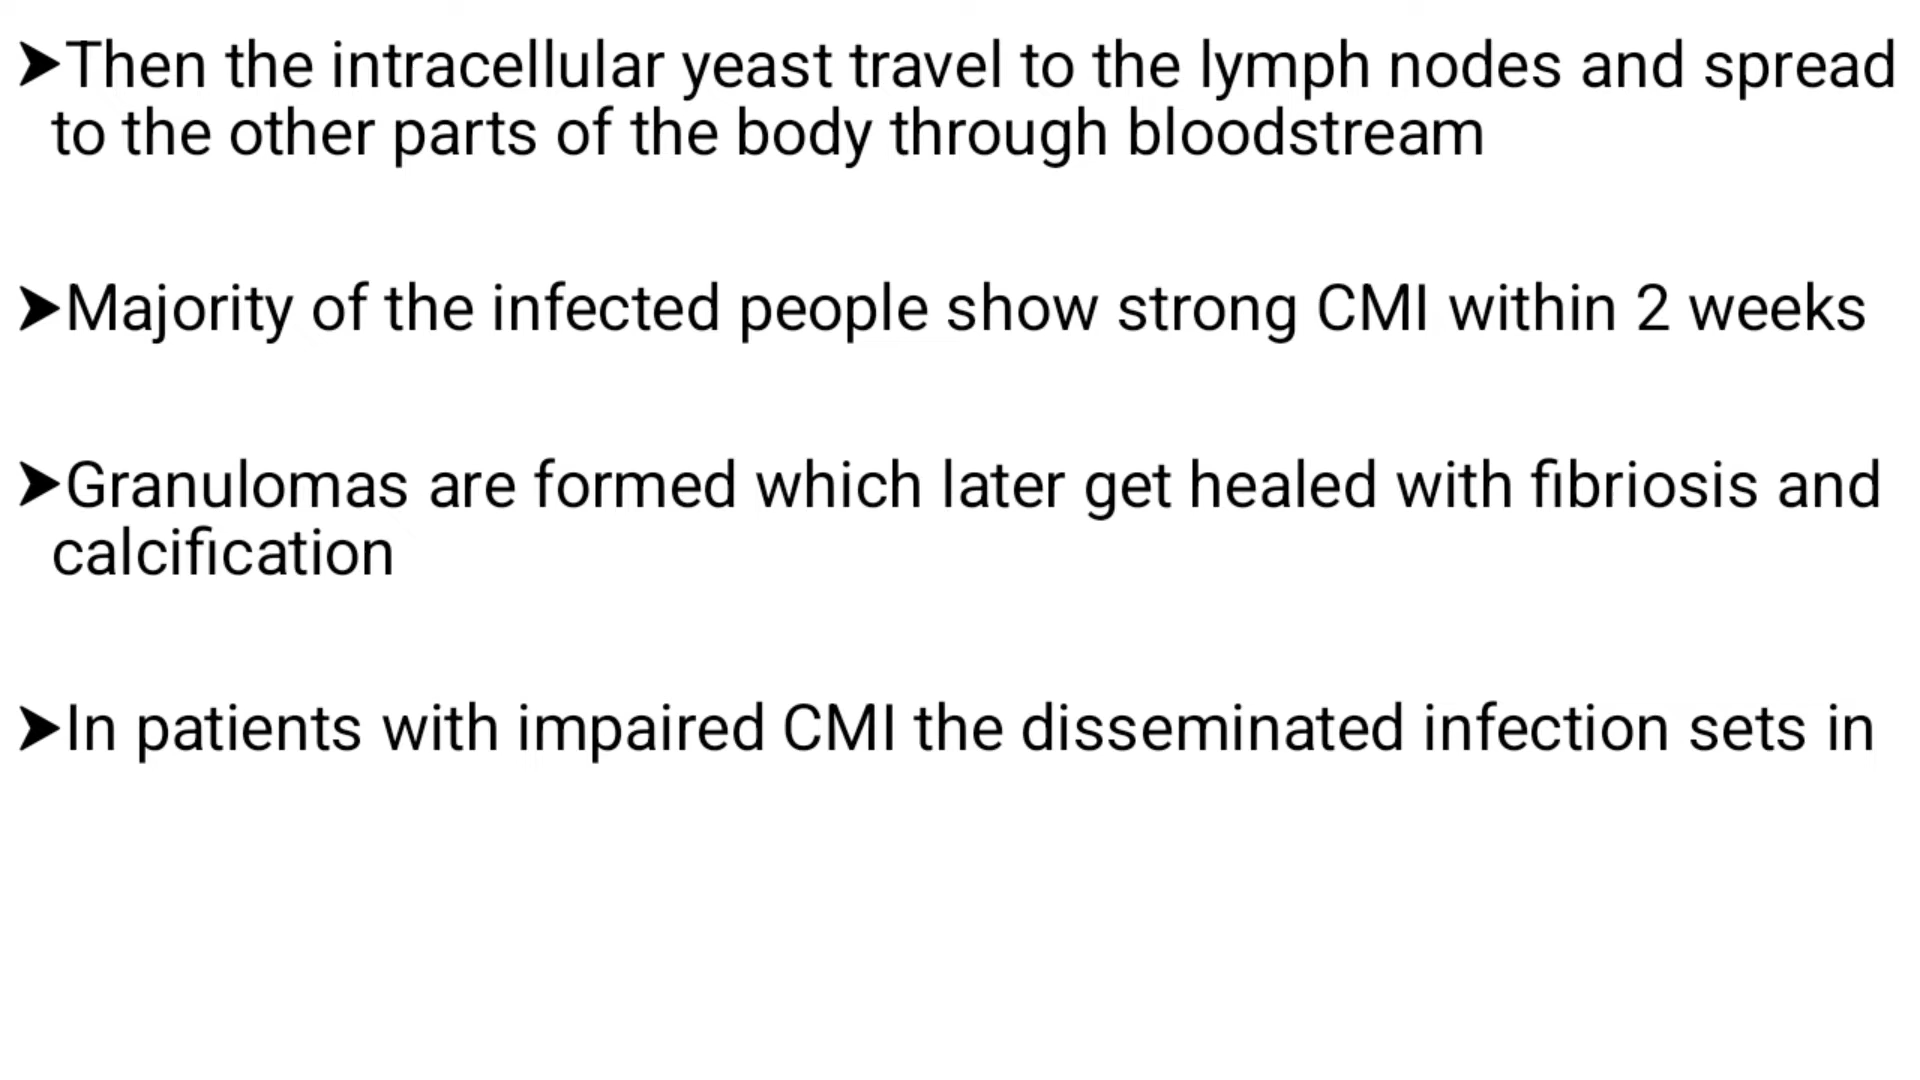 ➤Then the intracellular yeast travel to the lymph nodes and spread
to the other parts of the body through bloodstream
➤Majority of the infected people show strong CMI within 2 weeks
➤Granulomas are formed which later get healed with fibriosis and
calcification
➤In patients with impaired CMI the disseminated infection sets in